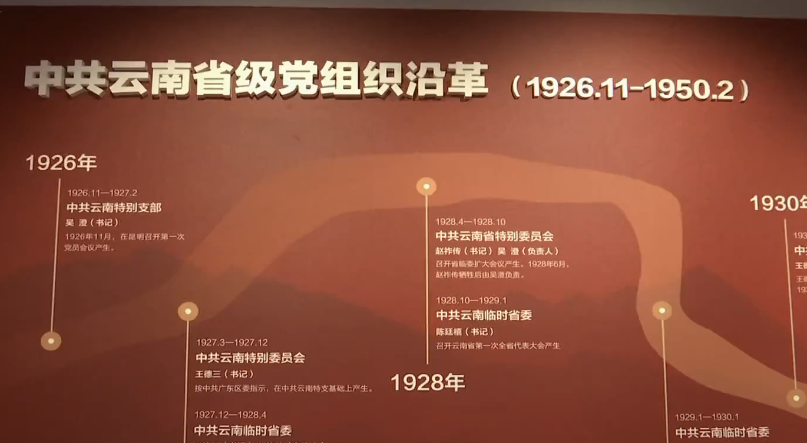 中共云南省级党组织沿革（1926.11—1950.2）
1926年
1926.11—1927.2
中共云南特别支部
吴 澄（书记）
1926年11月，在昆明召开第一次
党员会议产生。
1927.3—1927.12
中共云南特别委员会
王德三（书记）
按中共广东区委指示，在中共云南特支基础上产生。
1927.12—1928.4
中共云南临时省委
1928.4—1928.10
中共云南省特别委员会
赵祚传（书记）吴 澄（负责人）
召开省临委扩大会议产生。1928年6月，
赵祚传牺牲后由吴澄负责。
1928.10—1929.1
中共云南临时省委
陈廷禧（书记）
召开云南省第一次全省代表大会产生
1928年
1929.1—1930.1
中共云南临时省委
1930年
193
中
王
19